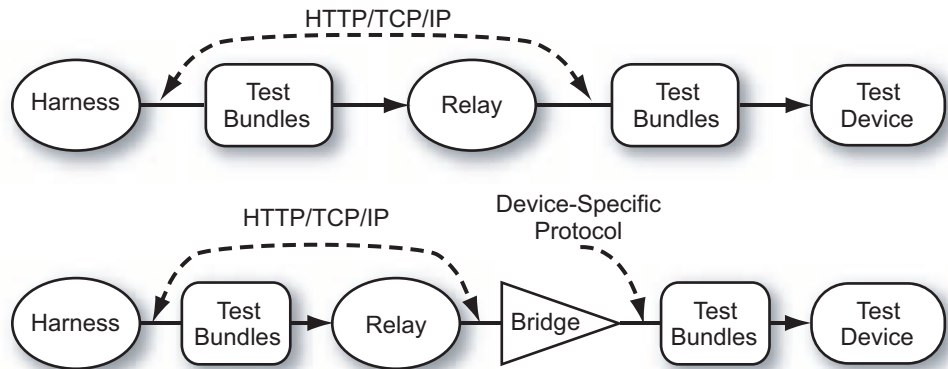 HTTP/TCP/IP
Harness
Test
Bundles
Relay
Test
Bundles
Test
Device
HTTP/TCP/IP
Device-Specific
Protocol
Harness
Test
Bundles
Relay
Bridge
Test
Bundles
Test
Device